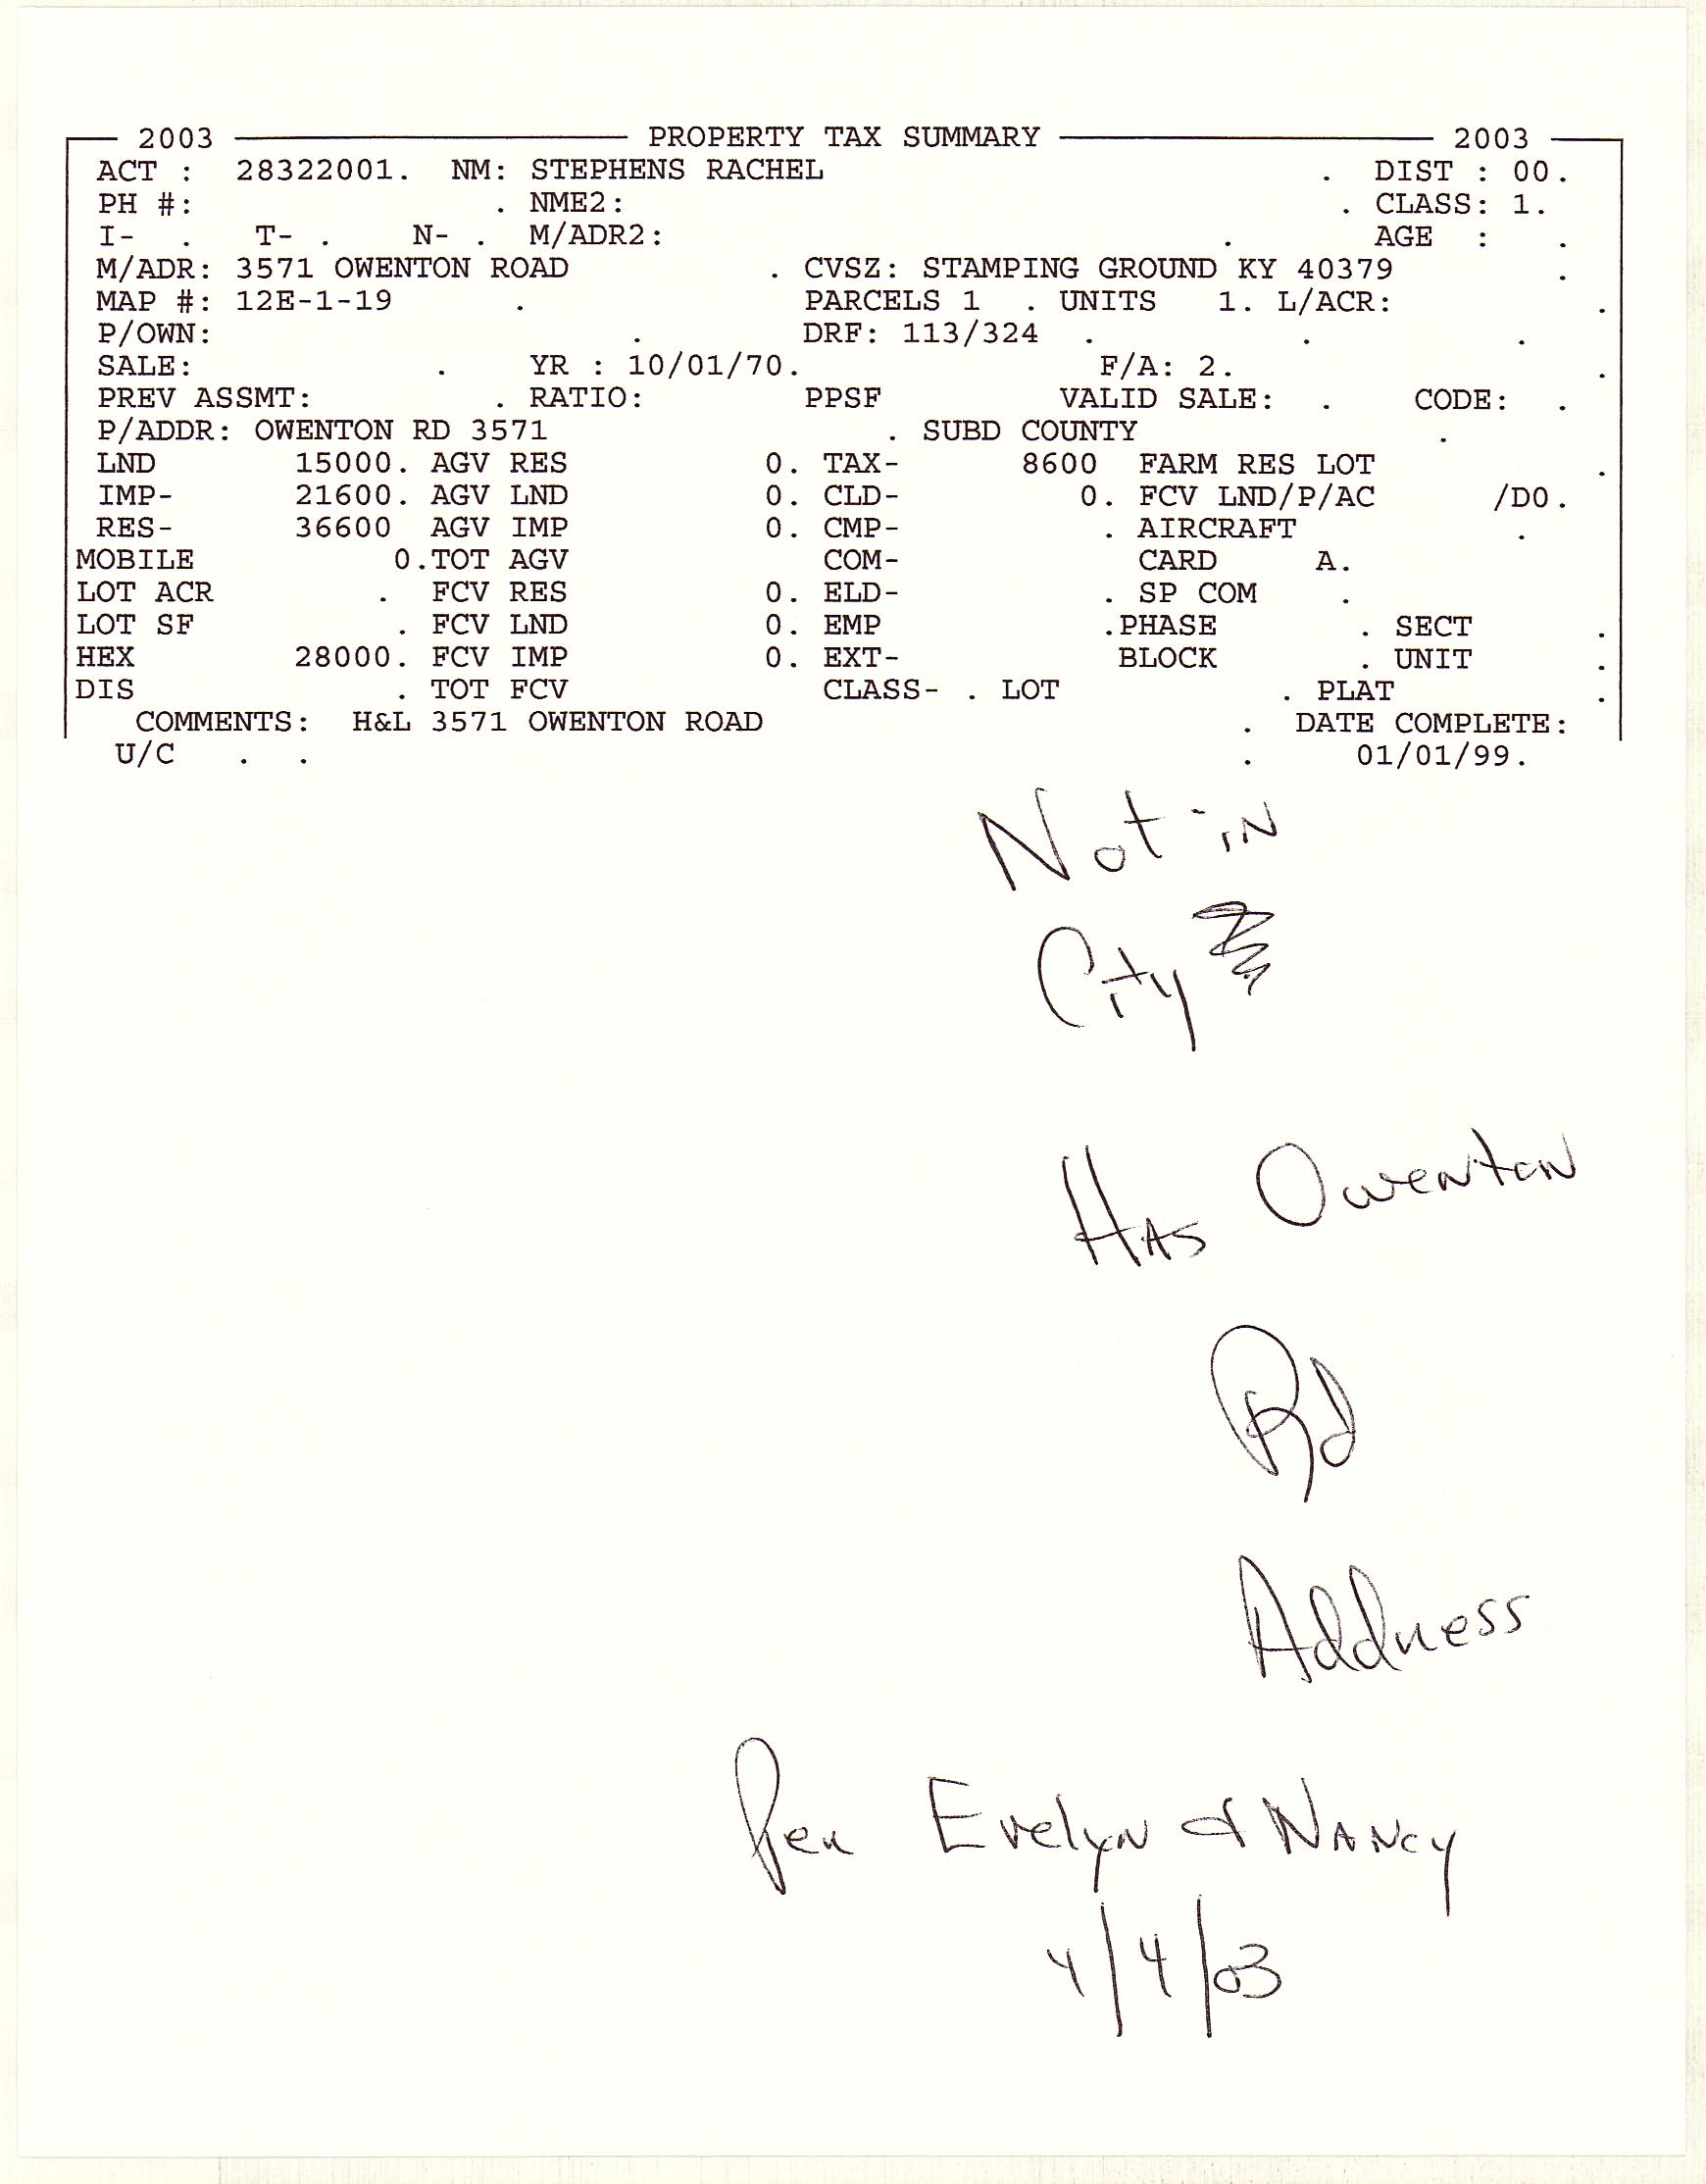 2003 PROPERTY TAX SUMMARY 2003
ACT : 28322001. NM: STEPHENS RACHEL . DIST : 00.
PH #: . NME2: . CLASS: 1.
I- . T- . N- . M/ADR2: . AGE : .
M/ADR: 3571 OWENTON ROAD . CVSZ: STAMPING GROUND KY 40379 .
MAP #: 12E-1-19 . PARCELS 1 . UNITS 1. L/ACR: .
P/OWN: . DRF: 113/324 . . .
SALE: . YR : 10/01/70. F/A: 2. .
PREV ASSMT: . RATIO: PPSF VALID SALE: . CODE: .
P/ADDR: OWENTON RD 3571 . SUBD COUNTY .
LND 15000. AGV RES 0. TAX- 8600 FARM RES LOT .
IMP- 21600. AGV LND 0. CLD- 0. FCV LND/P/AC /D0.
RES- 36600 AGV IMP 0. CMP- . AIRCRAFT .
MOBILE 0.TOT AGV COM- CARD A.
LOT ACR . FCV RES 0. ELD- . SP COM .
LOT SF . FCV LND 0. EMP .PHASE . SECT .
HEX 28000. FCV IMP 0. EXT- BLOCK . UNIT .
DIS . TOT FCV CLASS- . LOT . PLAT .
COMMENTS: H&L 3571 OWENTON ROAD . DATE COMPLETE:
U/C . . . 01/01/99.
Not in
City
Has Owenton
Rd
Address
Per Evelyn & Nancy
4/4/03